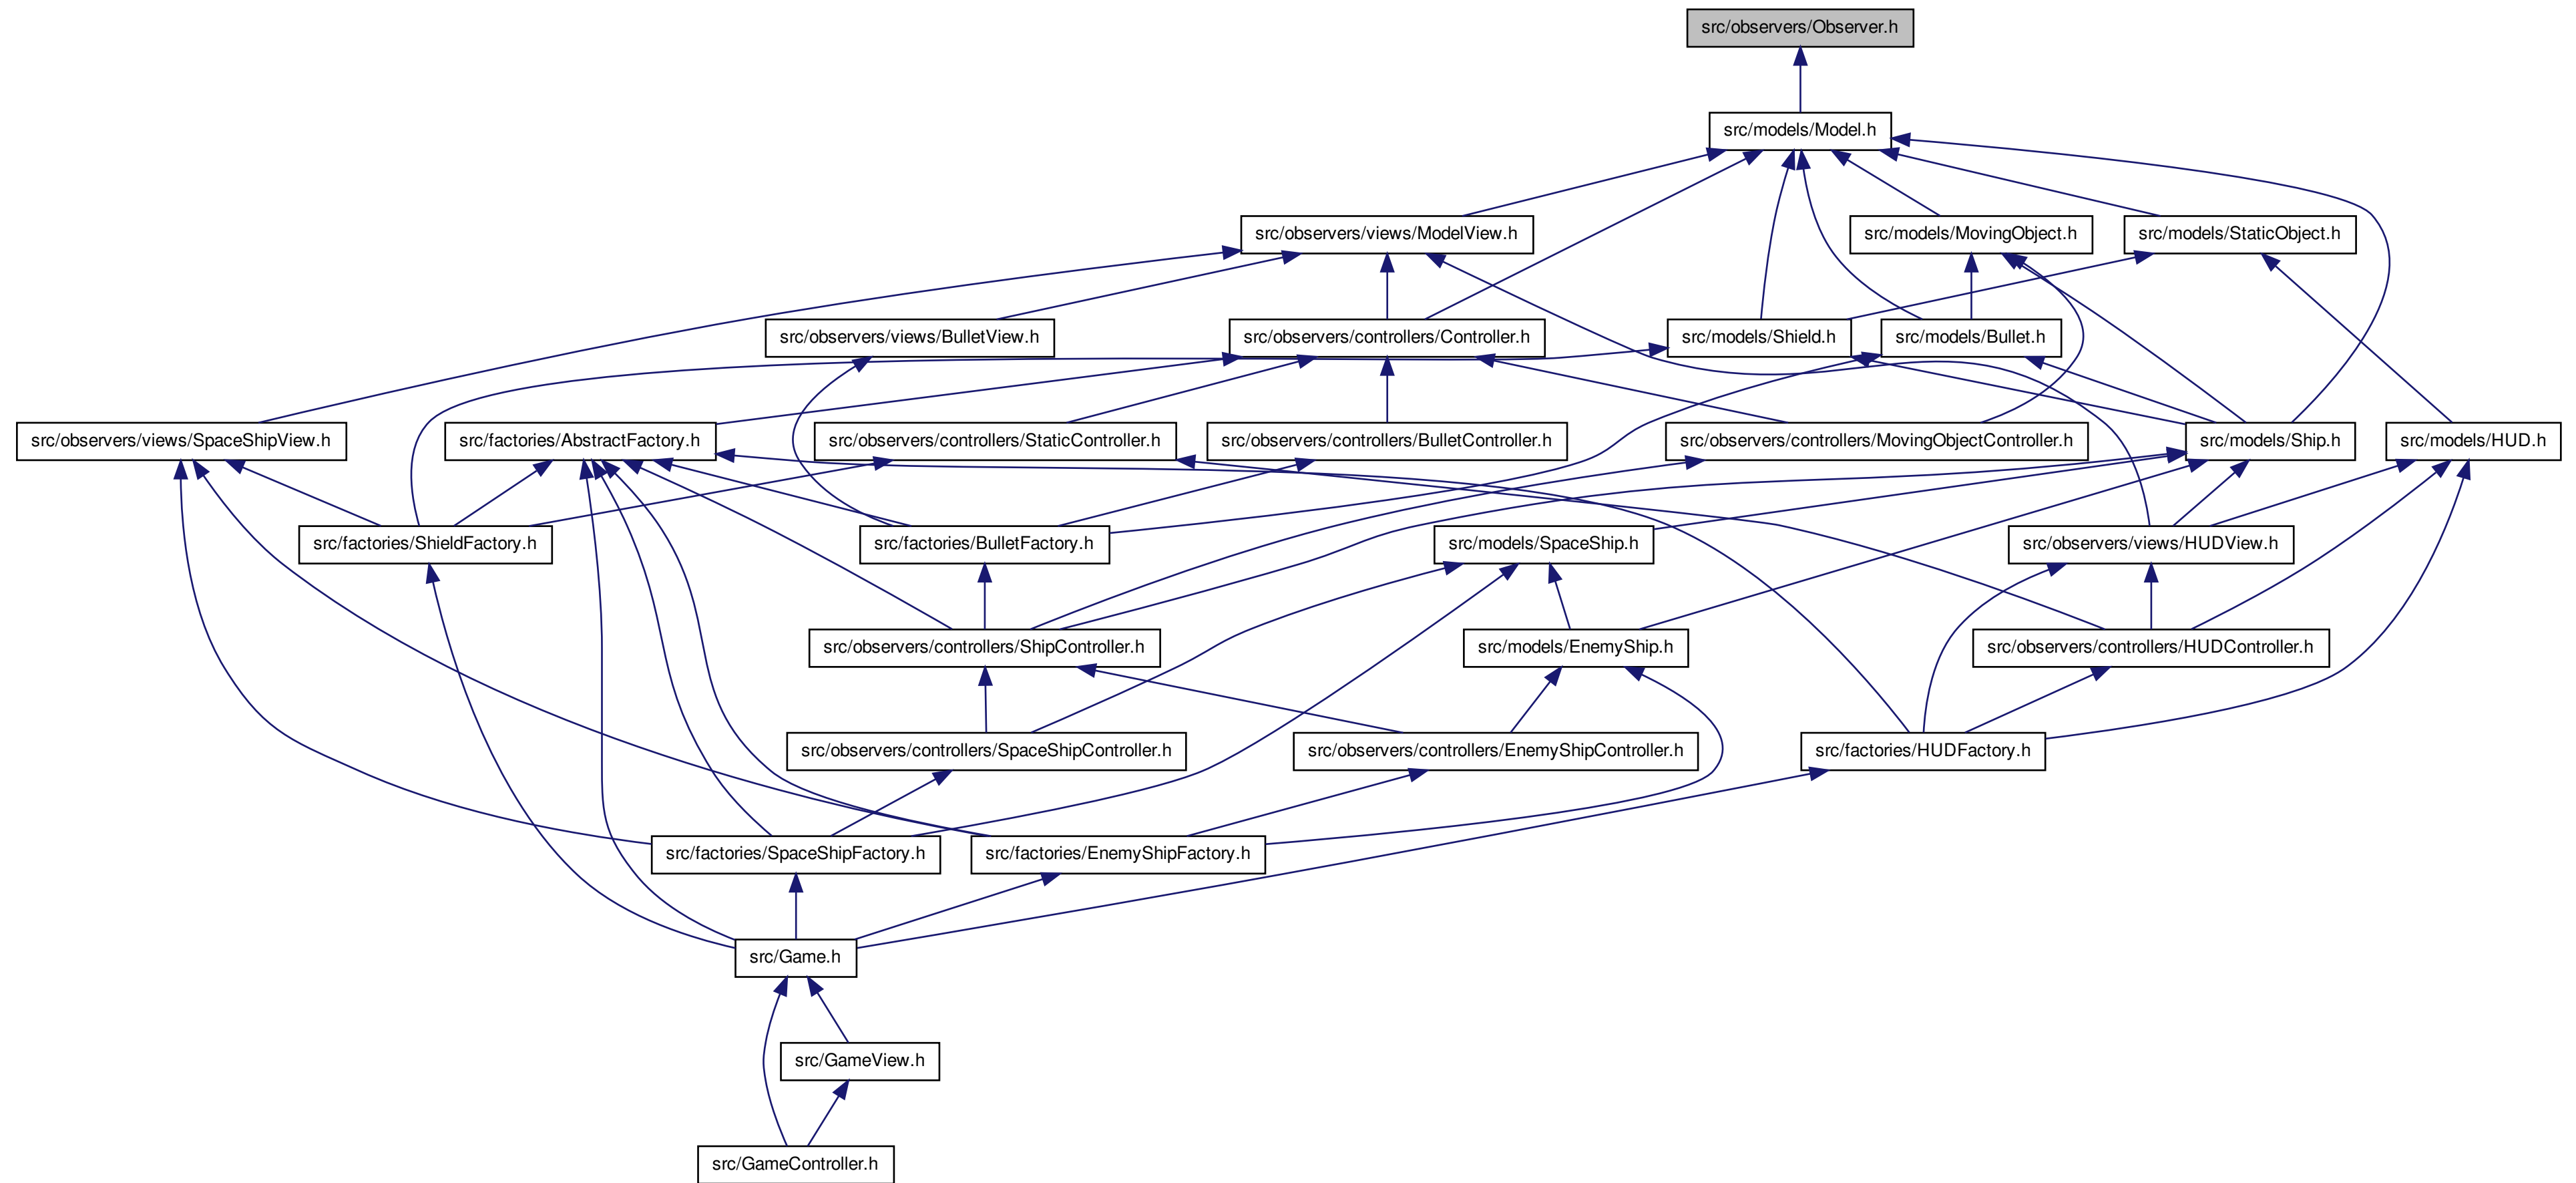 src/observers/Observer.h
src/models/Model.h
src/observers/views/ModelView.h
src/models/MovingObject.h
src/models/StaticObject.h
src/observers/views/BulletView.h
src/observers/controllers/Controller.h
src/models/Shield.h
src/models/Bullet.h
src/observers/views/SpaceShipView.h
src/factories/AbstractFactory.h
src/observers/controllers/StaticController.h
src/observers/controllers/BulletController.h
src/observers/controllers/MovingObjectController.h
src/models/Ship.h
src/models/HUD.h
src/factories/ShieldFactory.h
src/factories/BulletFactory.h
src/models/SpaceShip.h
src/observers/views/HUDView.h
src/observers/controllers/ShipController.h
src/models/EnemyShip.h
src/observers/controllers/HUDController.h
src/observers/controllers/SpaceShipController.h
src/observers/controllers/EnemyShipController.h
src/factories/HUDFactory.h
src/factories/SpaceShipFactory.h
src/factories/EnemyShipFactory.h
src/Game.h
src/GameView.h
src/GameController.h